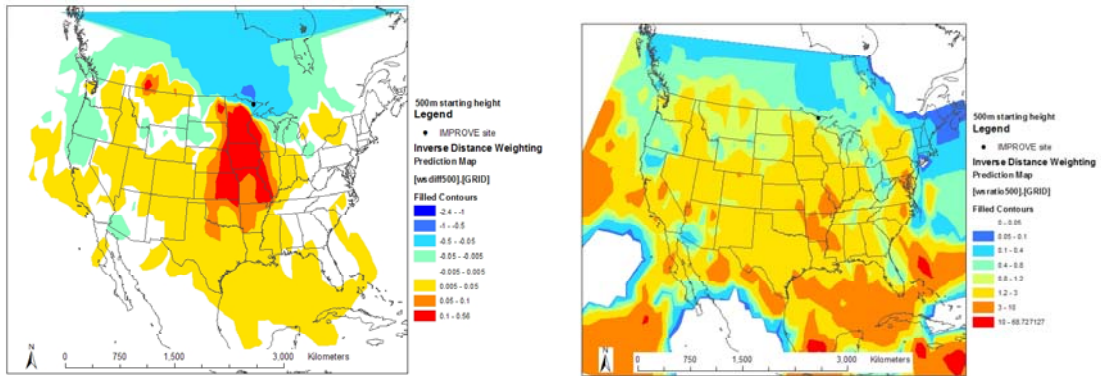 500m starting height
Legend
IMPROVE site
Inverse Distance Weighting
Prediction Map
[wsdiff500].[GRID]
Filled Contours
-2.4 - -1
-1 - -0.5
-0.5 - -0.05
-0.05 - -0.005
-0.005 - 0.005
0.005 - 0.05
0.05 - 0.1
0.1 - 0.56
N
0 750 1,500 3,000 Kilometers
500m starting height
Legend
IMPROVE site
Inverse Distance Weighting
Prediction Map
[wsratio500].[GRID]
Filled Contours
0 - 0.05
0.05 - 0.1
0.1 - 0.4
0.4 - 0.8
0.8 - 1.2
1.2 - 3
3 - 10
10 - 68.727127
N
0 750 1,500 3,000 Kilometers